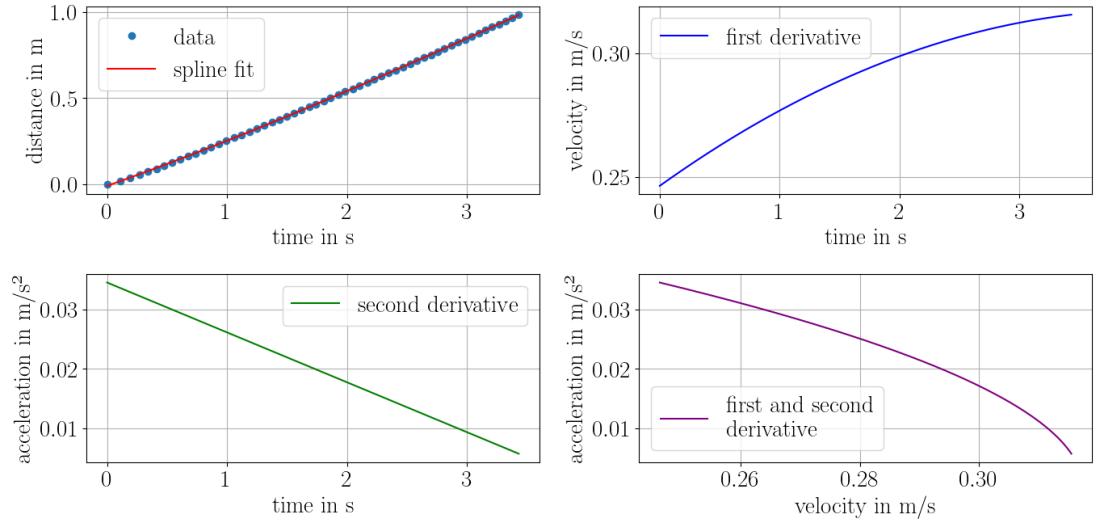 1.0
0.5
0.0
distance in m
data
spline fit
0
1
2
3
time in s
0.30
0.25
velocity in m/s
first derivative
0
1
2
3
time in s
0.03
0.02
0.01
acceleration in m/s²
second derivative
0
1
2
3
time in s
0.03
0.02
0.01
acceleration in m/s²
first and second
derivative
0.26
0.28
0.30
velocity in m/s